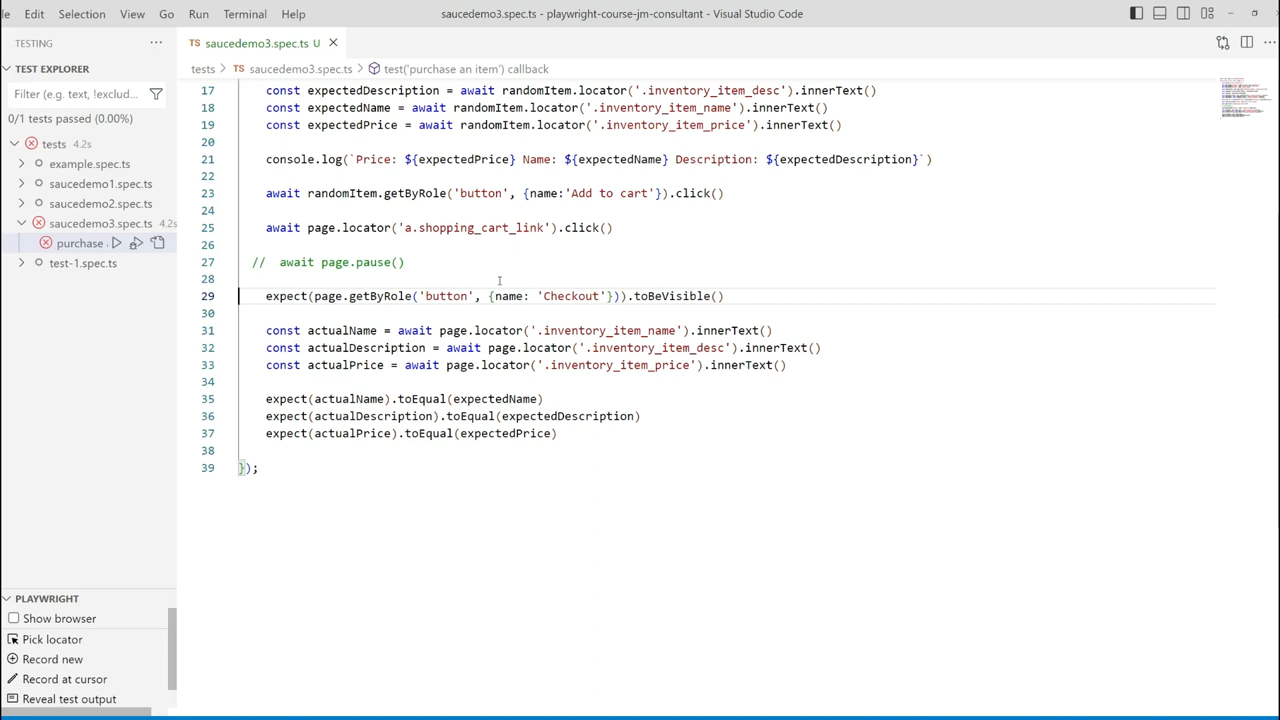 Edit Selection View Go Run Terminal Help
saucedemo3.spec.ts - playwright-course-jm-consultant - Visual Studio Code
TESTING
TS saucedemo3.spec.ts U
TEST EXPLORER
tests > TS saucedemo3.spec.ts > test('purchase an item') callback
Filter (e.g. text, !exclud...
0/1 tests passed (0.00%)
tests 4.2s
example.spec.ts
saucedemo1.spec.ts
saucedemo2.spec.ts
saucedemo3.spec.ts 4.2s
purchase
test-1.spec.ts
17 const expectedDescription = await randomItem.locator('.inventory_item_desc').innerText()
18 const expectedName = await randomItem.locator('.inventory_item_name').innerText()
19 const expectedPrice = await randomItem.locator('.inventory_item_price').innerText()
20
21 console.log(`Price: ${expectedPrice} Name: ${expectedName} Description: ${expectedDescription}`)
22
23 await randomItem.getByRole('button', {name:'Add to cart'}).click()
24
25 await page.locator('a.shopping_cart_link').click()
26
27 // await page.pause()
28
29 expect(page.getByRole('button', {name: 'Checkout'})).toBeVisible()
30
31 const actualName = await page.locator('.inventory_item_name').innerText()
32 const actualDescription = await page.locator('.inventory_item_desc').innerText()
33 const actualPrice = await page.locator('.inventory_item_price').innerText()
34
35 expect(actualName).toEqual(expectedName)
36 expect(actualDescription).toEqual(expectedDescription)
37 expect(actualPrice).toEqual(expectedPrice)
38
39 });
PLAYWRIGHT
Show browser
Pick locator
Record new
Record at cursor
Reveal test output